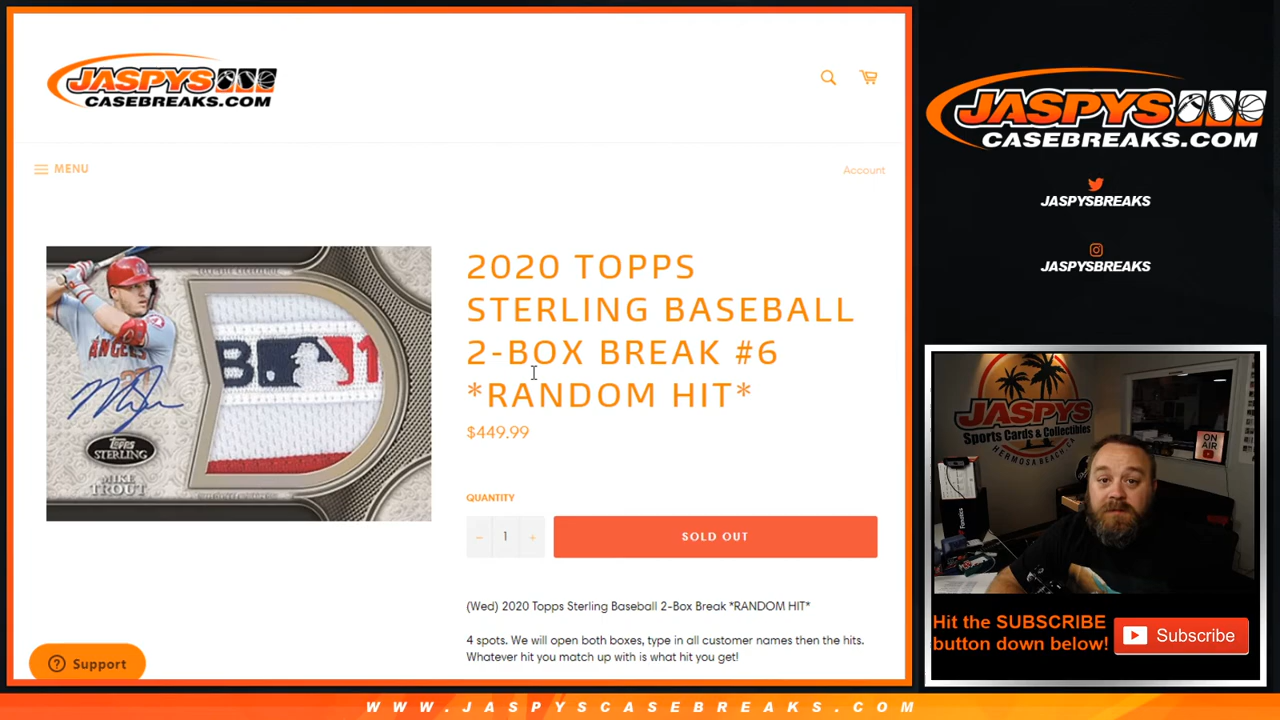 JASPYS
CASEBREAKS.COM
MENU
Account
2020 TOPPS
STERLING BASEBALL
2-BOX BREAK #6
*RANDOM HIT*
$449.99
QUANTITY
− 1 +
SOLD OUT
(Wed) 2020 Topps Sterling Baseball 2-Box Break *RANDOM HIT*
4 spots. We will open both boxes, type in all customer names then the hits.
Whatever hit you match up with is what hit you get!
Support
ANGELS
TOPPS
STERLING
MIKE
TROUT
JASPYS
CASEBREAKS.COM
JASPYSBREAKS
JASPYSBREAKS
JASPYS
Sports Cards & Collectibles
HERMOSA BEACH, CA
ON
AIR
Fanatics
Hit the SUBSCRIBE
button down below!
Subscribe
WWW.JASPYSCASEBREAKS.COM